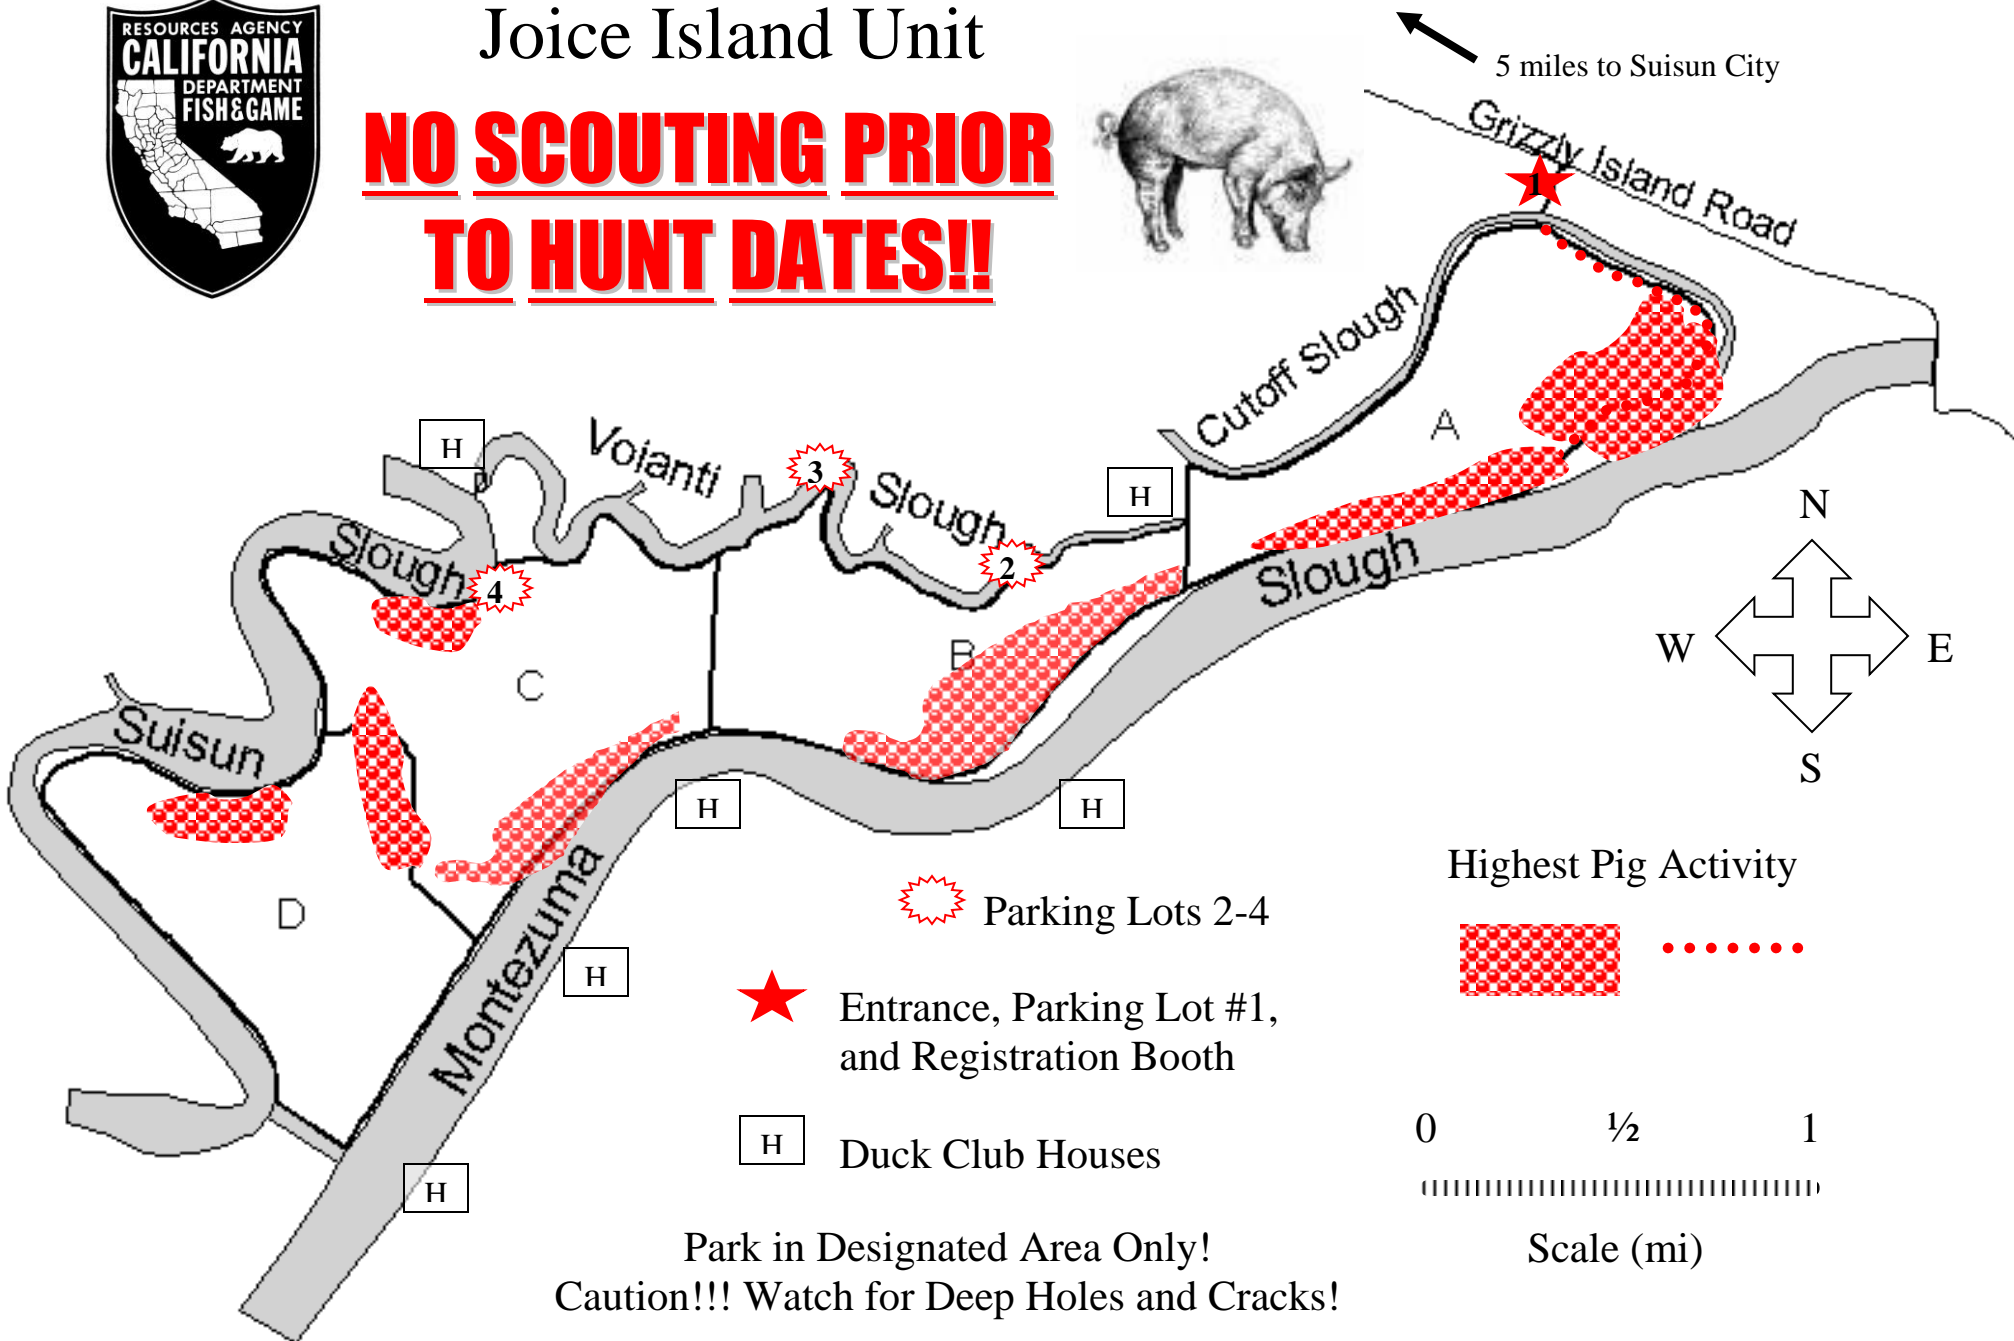 RESOURCES AGENCY
CALIFORNIA
DEPARTMENT
FISH & GAME
Joice Island Unit
NO SCOUTING PRIOR
TO HUNT DATES!!
5 miles to Suisun City
Grizzly Island Road
1
Cutoff Slough
A
H
Voianti
3
Slough
H
2
Slough
4
Slough
N
W
E
S
B
C
Suisun
H
H
D
Montezuma
H
H
Highest Pig Activity
Parking Lots 2-4
Entrance, Parking Lot #1,
and Registration Booth
H
Duck Club Houses
0 ½ 1
Scale (mi)
Park in Designated Area Only!
Caution!!! Watch for Deep Holes and Cracks!